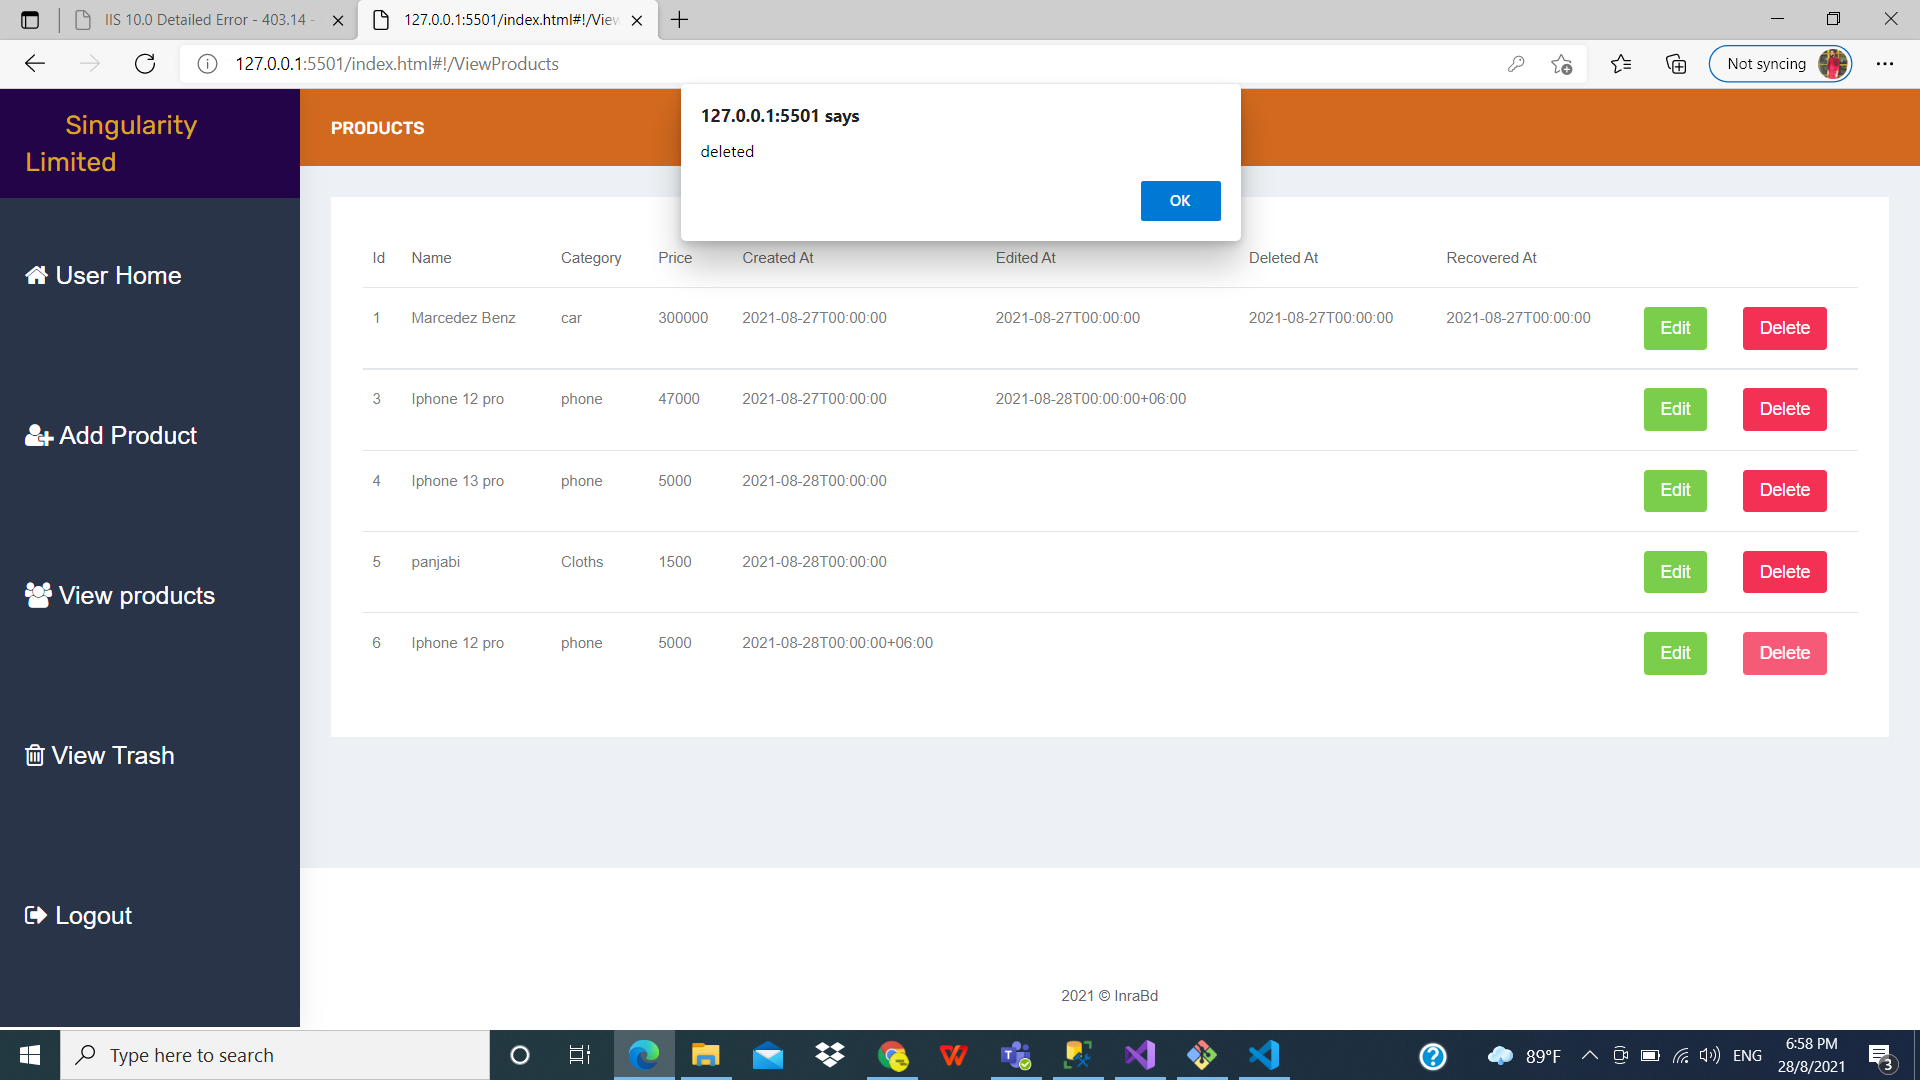 IIS 10.0 Detailed Error - 403.14 -
127.0.0.1:5501/index.html#!/View
127.0.0.1:5501/index.html#!/ViewProducts
Not syncing
Singularity
Limited
User Home
Add Product
View products
View Trash
Logout
PRODUCTS
127.0.0.1:5501 says
deleted
OK
Id Name Category Price Created At Edited At Deleted At Recovered At
1 Marcedez Benz car 300000 2021-08-27T00:00:00 2021-08-27T00:00:00 2021-08-27T00:00:00 2021-08-27T00:00:00 Edit Delete
3 Iphone 12 pro phone 47000 2021-08-27T00:00:00 2021-08-28T00:00:00+06:00 Edit Delete
4 Iphone 13 pro phone 5000 2021-08-28T00:00:00 Edit Delete
5 panjabi Cloths 1500 2021-08-28T00:00:00 Edit Delete
6 Iphone 12 pro phone 5000 2021-08-28T00:00:00+06:00 Edit Delete
2021 © InraBd
Type here to search
89°F
ENG
6:58 PM
28/8/2021
3